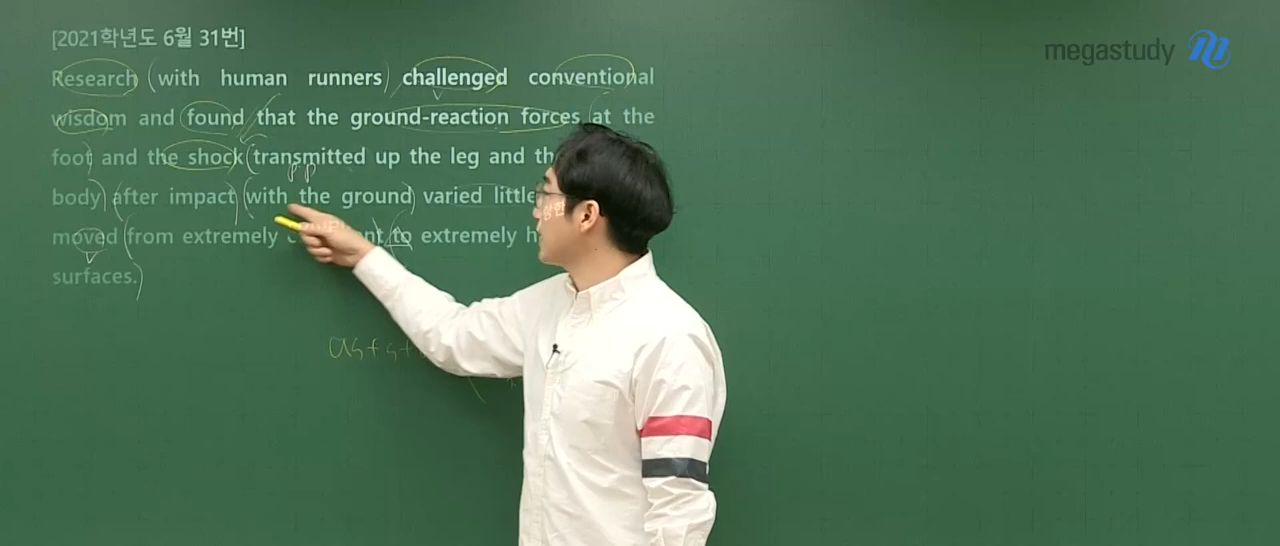 [2021학년도 6월 31번]
megastudy
Research (with human runners) challenged conventional
wisdom and found that the ground-reaction forces (at the
foot) and the shock (transmitted up the leg and
p.p
body) (after impact) (with the ground) varied little
moved (from extremely to extremely
surfaces.)
as + s +